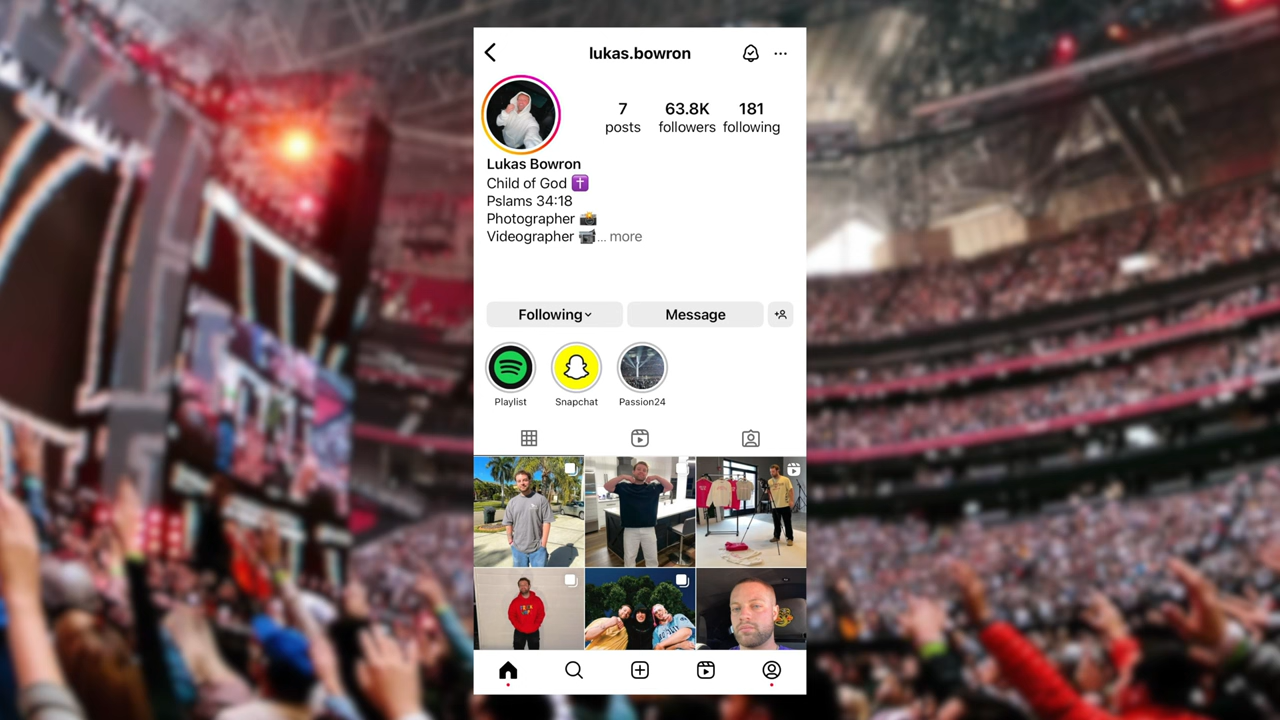 lukas.bowron
7 63.8K 181
posts followers following
Lukas Bowron
Child of God
Pslams 34:18
Photographer
Videographer ... more
Following Message
Playlist Snapchat Passion24